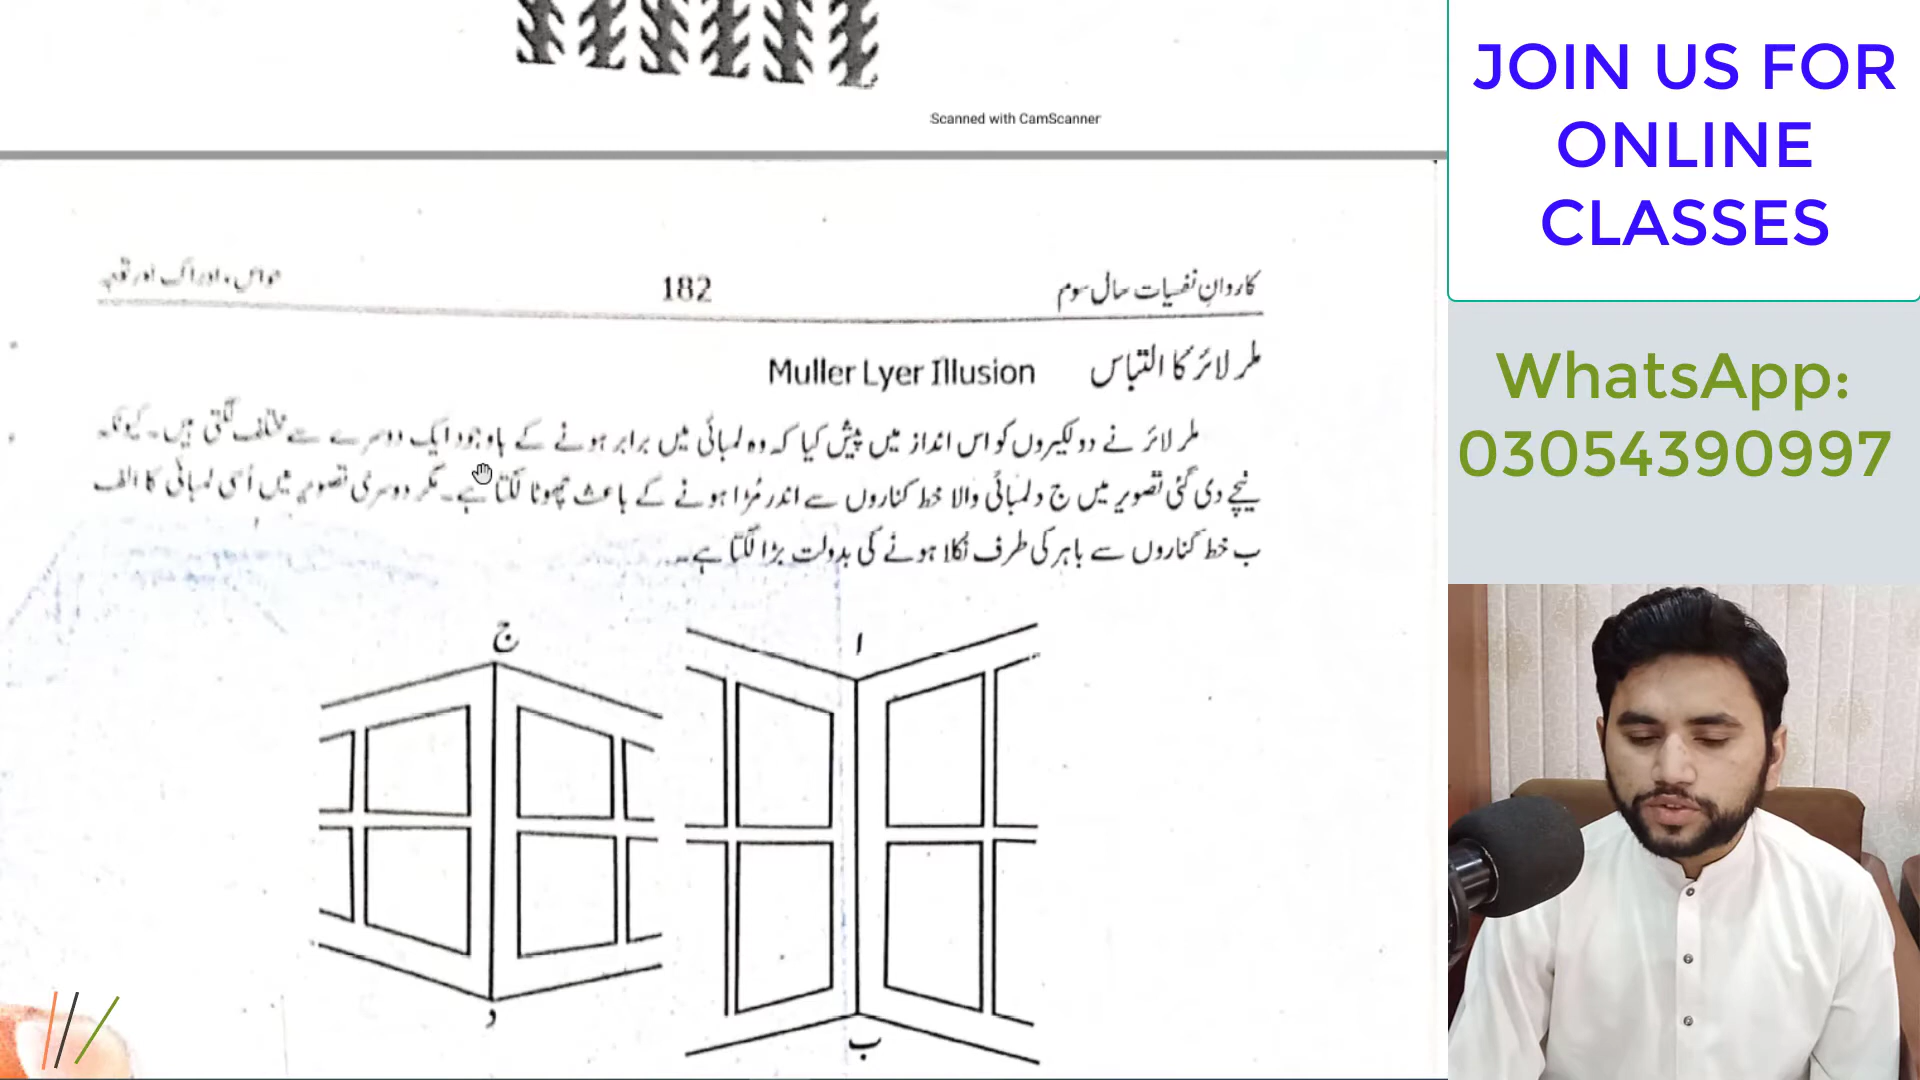 Scanned with CamScanner
کاروانِ نفسیات سال سوم 182 حواس، ادراک اور توجہ
ملر لائر کا التباس Muller Lyer Illusion
ملر لائر نے دو لکیروں کو اس انداز میں پیش کیا کہ وہ لمبائی میں برابر ہونے کے باوجود ایک دوسرے سے مختلف لگتی ہیں۔ کیونکہ
نیچے دی گئی تصویر میں ج د لمبائی والا خط کناروں سے اندر مُڑا ہونے کے باعث چھوٹا لگتا ہے۔ مگر دوسری تصویر میں اُسی لمبائی کا الف
ب خط کناروں سے باہر کی طرف نکلا ہونے کی بدولت بڑا لگتا ہے۔
ا
ج
ب
د
JOIN US FOR
ONLINE
CLASSES
WhatsApp:
03054390997